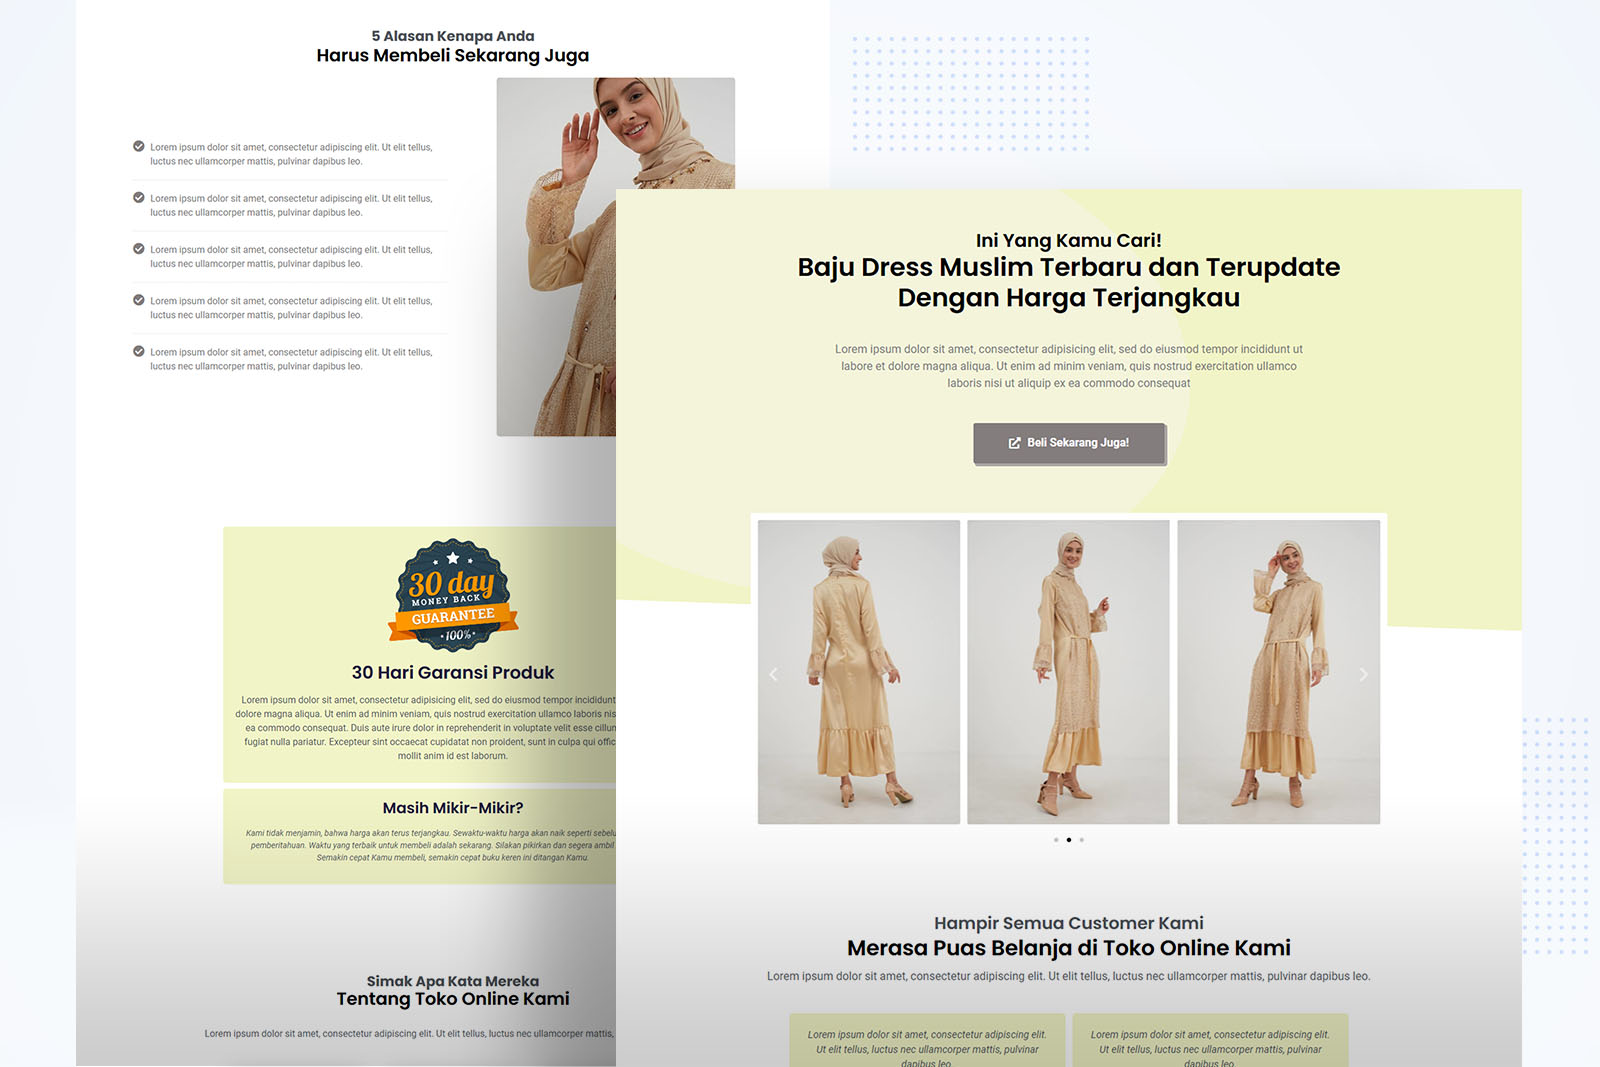 5 Alasan Kenapa Anda
Harus Membeli Sekarang Juga
Lorem ipsum dolor sit amet, consectetur adipiscing elit. Ut elit tellus,
luctus nec ullamcorper mattis, pulvinar dapibus leo.
Lorem ipsum dolor sit amet, consectetur adipiscing elit. Ut elit tellus,
luctus nec ullamcorper mattis, pulvinar dapibus leo.
Lorem ipsum dolor sit amet, consectetur adipiscing elit. Ut elit tellus,
luctus nec ullamcorper mattis, pulvinar dapibus leo.
Lorem ipsum dolor sit amet, consectetur adipiscing elit. Ut elit tellus,
luctus nec ullamcorper mattis, pulvinar dapibus leo.
Lorem ipsum dolor sit amet, consectetur adipiscing elit. Ut elit tellus,
luctus nec ullamcorper mattis, pulvinar dapibus leo.
30 day
MONEY BACK
GUARANTEE
100%
30 Hari Garansi Produk
Lorem ipsum dolor sit amet, consectetur adipisicing elit, sed do eiusmod tempor incididunt
dolore magna aliqua. Ut enim ad minim veniam, quis nostrud exercitation ullamco laboris nis
ea commodo consequat. Duis aute irure dolor in reprehenderit in voluptate velit esse cillun
fugiat nulla pariatur. Excepteur sint occaecat cupidatat non proident, sunt in culpa qui offic
mollit anim id est laborum.
Masih Mikir-Mikir?
Kami tidak menjamin, bahwa harga akan terus terjangkau. Sewaktu-waktu harga akan naik seperti sebelu
pemberitahuan. Waktu yang terbaik untuk membeli adalah sekarang. Silakan pikirkan dan segera ambil
Semakin cepat Kamu membeli, semakin cepat buku keren ini ditangan Kamu.
Simak Apa Kata Mereka
Tentang Toko Online Kami
Lorem ipsum dolor sit amet, consectetur adipiscing elit. Ut elit tellus, luctus nec ullamcorper mattis,
Ini Yang Kamu Cari!
Baju Dress Muslim Terbaru dan Terupdate
Dengan Harga Terjangkau
Lorem ipsum dolor sit amet, consectetur adipisicing elit, sed do eiusmod tempor incididunt ut
labore et dolore magna aliqua. Ut enim ad minim veniam, quis nostrud exercitation ullamco
laboris nisi ut aliquip ex ea commodo consequat
Beli Sekarang Juga!
Hampir Semua Customer Kami
Merasa Puas Belanja di Toko Online Kami
Lorem ipsum dolor sit amet, consectetur adipiscing elit. Ut elit tellus, luctus nec ullamcorper mattis, pulvinar dapibus leo.
Lorem ipsum dolor sit amet, consectetur adipiscing elit.
Ut elit tellus, luctus nec ullamcorper mattis, pulvinar
dapibus leo.
Lorem ipsum dolor sit amet, consectetur adipiscing elit.
Ut elit tellus, luctus nec ullamcorper mattis, pulvinar
dapibus leo.